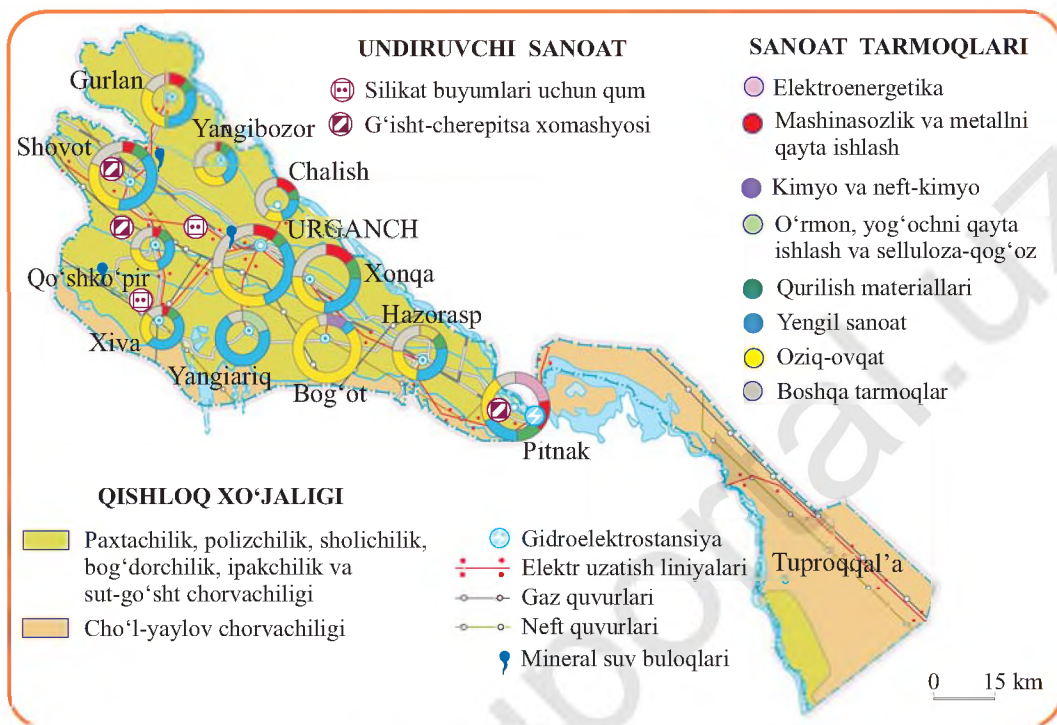 UNDIRUVCHI SANOAT
Silikat buyumlari uchun qum
G‘isht-cherepitsa xomashyosi
SANOAT TARMOQLARI
Elektroenergetika
Mashinasozlik va metallni
qayta ishlash
Kimyo va neft-kimyo
O‘rmon, yog‘ochni qayta
ishlash va selluloza-qog‘oz
Qurilish materiallari
Yengil sanoat
Oziq-ovqat
Boshqa tarmoqlar
Gurlan
Yangibozor
Shovot
Chalish
URGANCH
Xonqa
Qo‘shko‘pir
Hazorasp
Xiva
Yangiariq
Bog‘ot
Pitnak
Tuproqqal’a
QISHLOQ XO‘JALIGI
Paxtachilik, polizchilik, sholichilik,
bog‘dorchilik, ipakchilik va
sut-go‘sht chorvachiligi
Cho‘l-yaylov chorvachiligi
Gidroelektrostansiya
Elektr uzatish liniyalari
Gaz quvurlari
Neft quvurlari
Mineral suv buloqlari
0 15 km